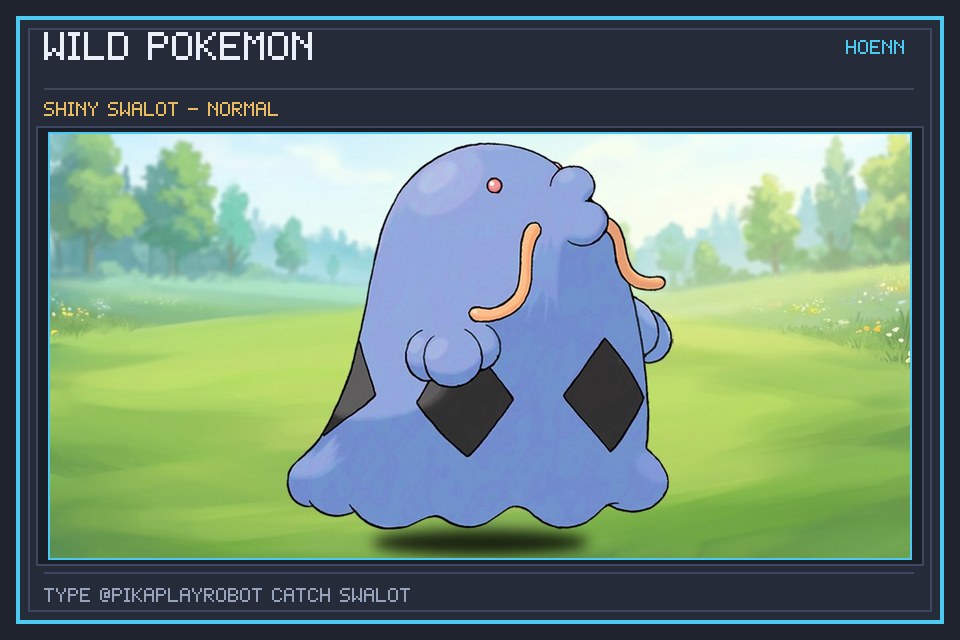 WILD POKEMON
HOENN
SHINY SWALOT - NORMAL
TYPE @PIKAPLAYROBOT CATCH SWALOT